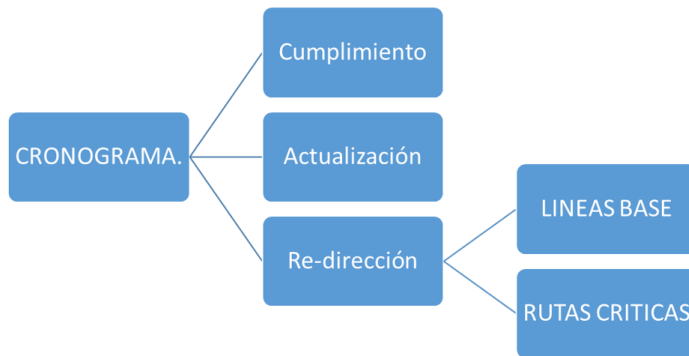 Cumplimiento
CRONOGRAMA.
Actualización
LINEAS BASE
Re-dirección
RUTAS CRITICAS